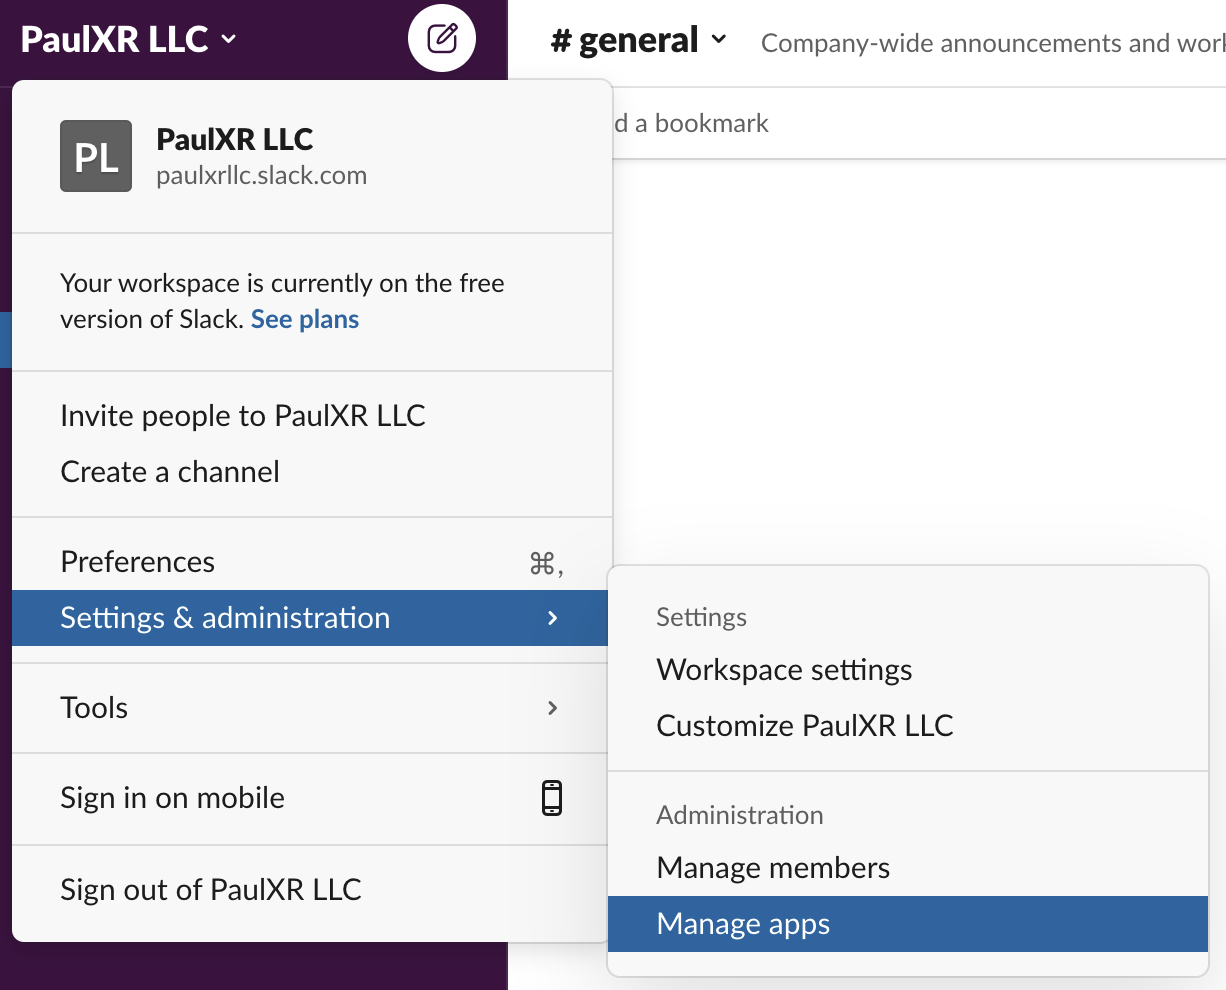 PaulXR LLC
# general
Company-wide announcements and work
d a bookmark
PL
PaulXR LLC
paulxrllc.slack.com
Your workspace is currently on the free
version of Slack. See plans
Invite people to PaulXR LLC
Create a channel
Preferences ⌘,
Settings & administration
Tools
Sign in on mobile
Sign out of PaulXR LLC
Settings
Workspace settings
Customize PaulXR LLC
Administration
Manage members
Manage apps